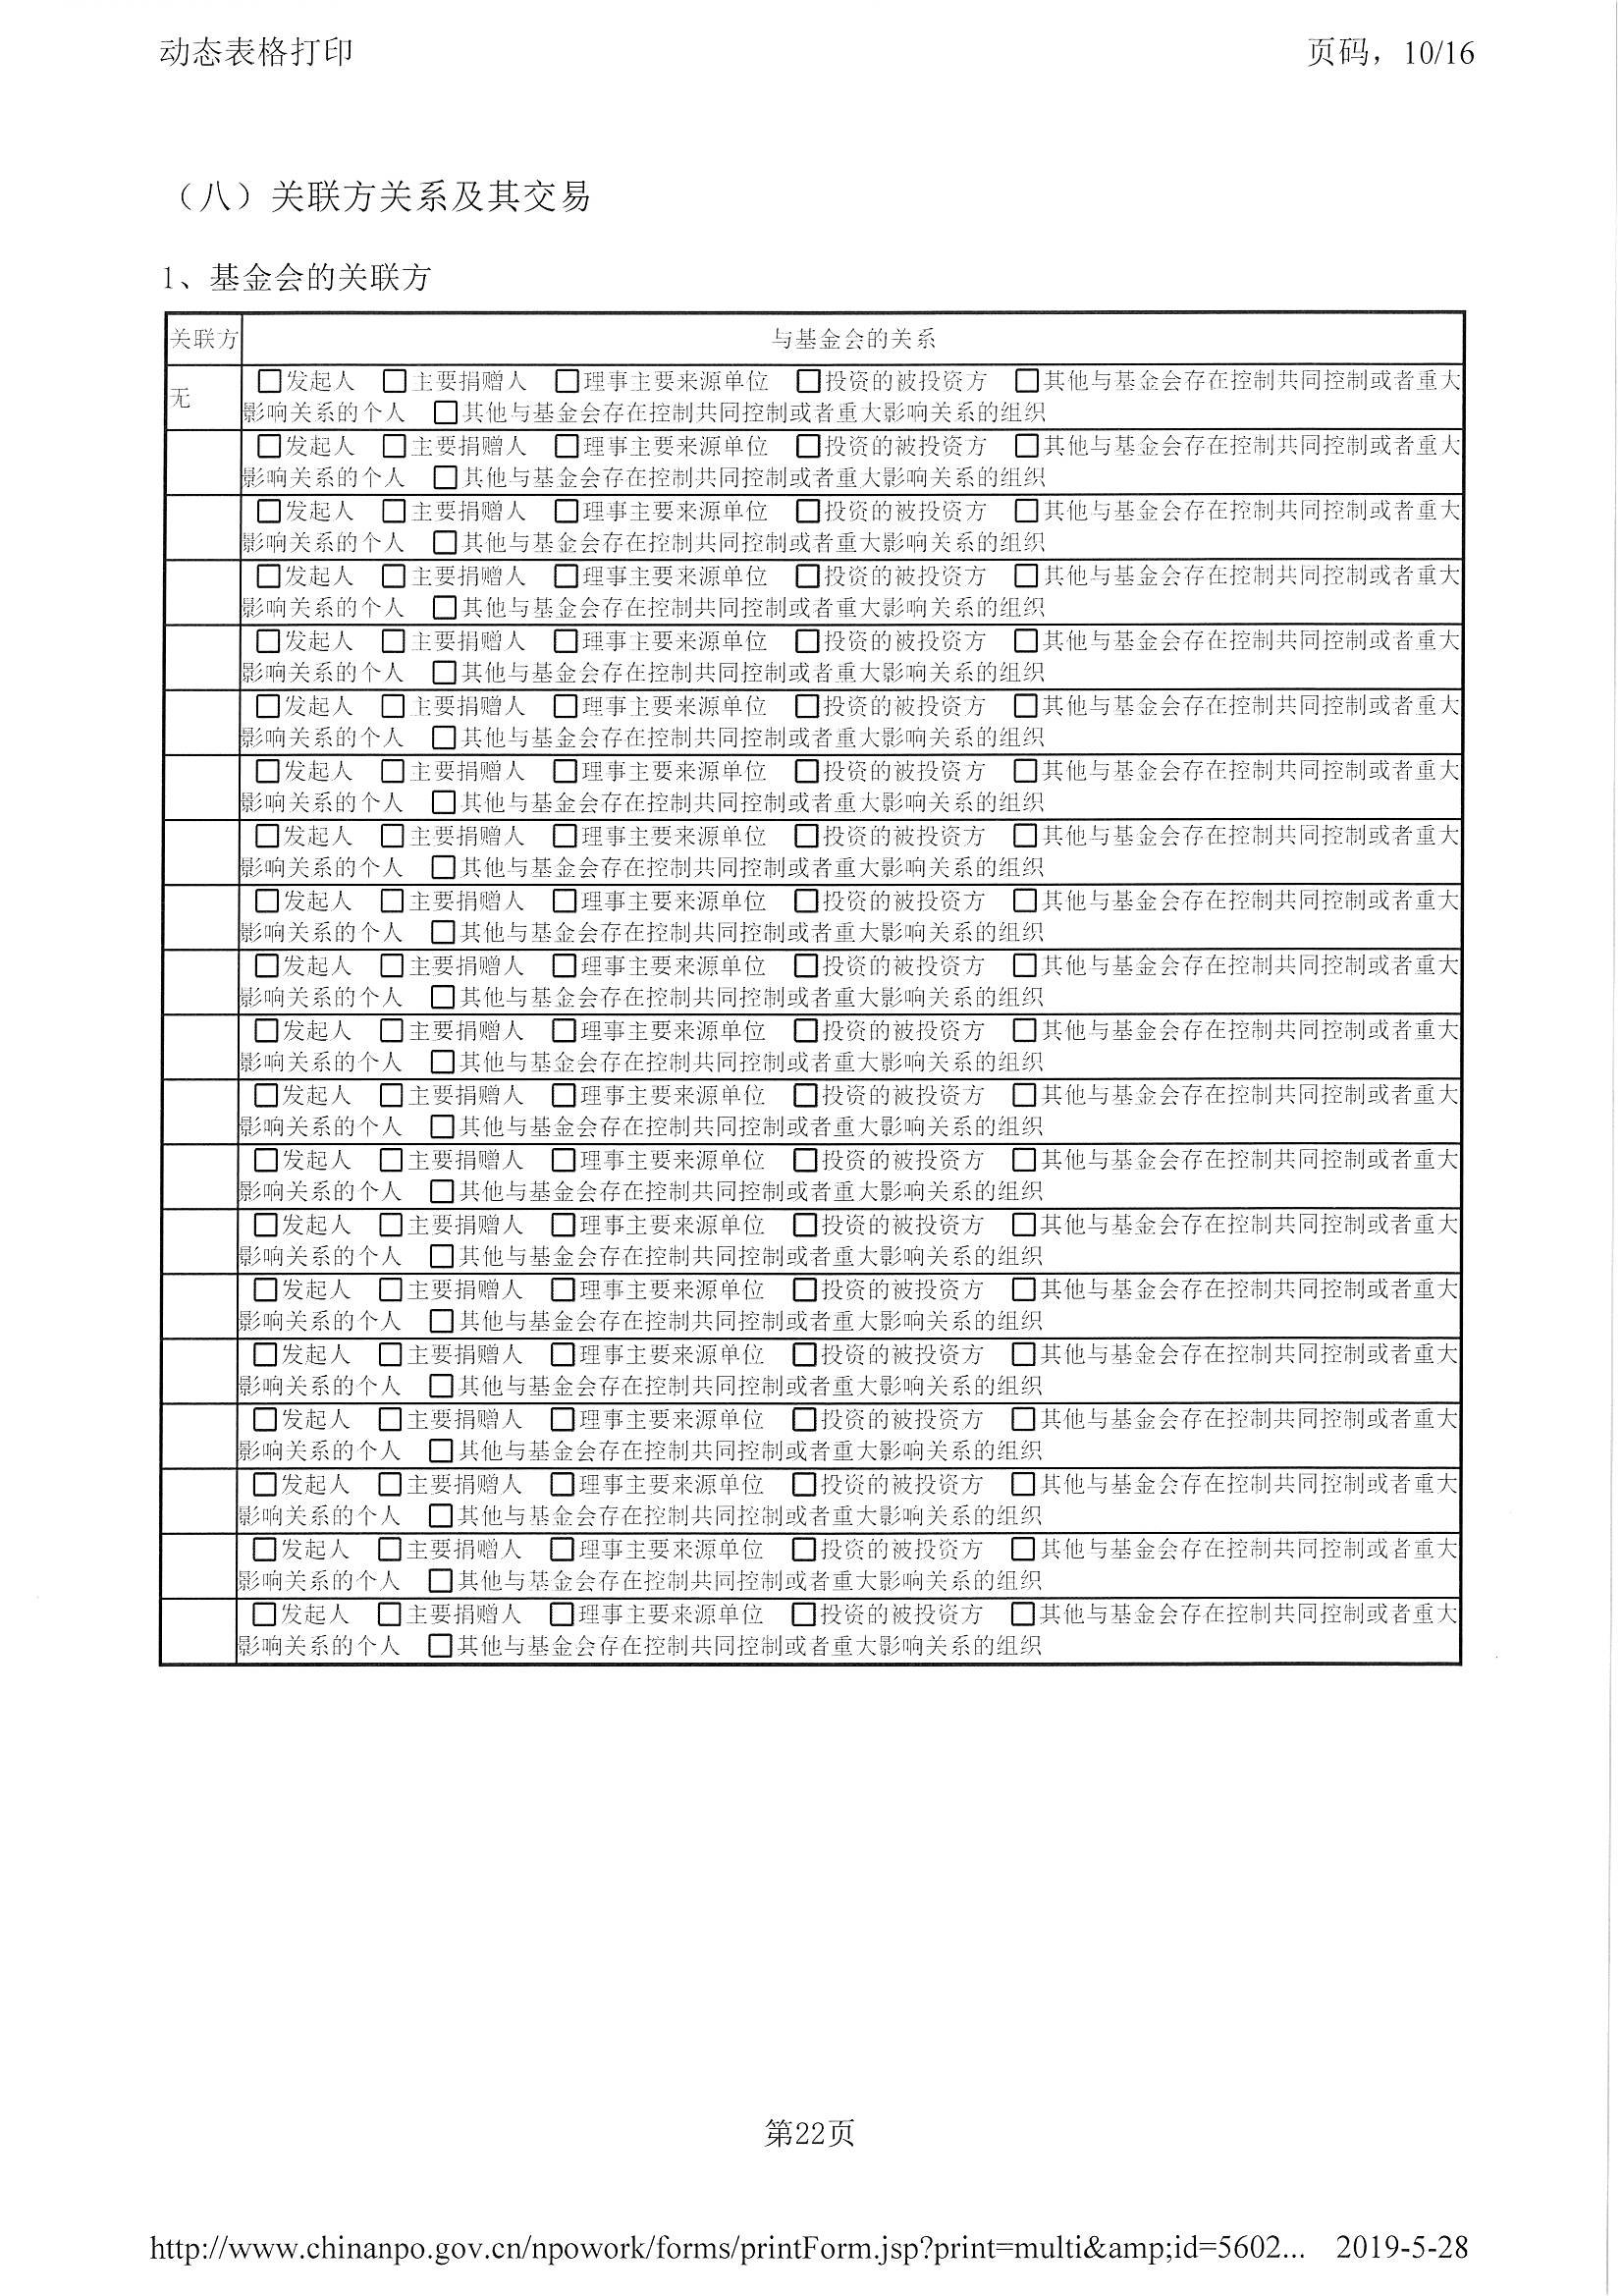 动态表格打印 页码，10/16
（八）关联方关系及其交易
1、基金会的关联方
关联方 与基金会的关系
无 □发起人 □主要捐赠人 □理事主要来源单位 □投资的被投资方 □其他与基金会存在控制共同控制或者重大
影响关系的个人 □其他与基金会存在控制共同控制或者重大影响关系的组织
□发起人 □主要捐赠人 □理事主要来源单位 □投资的被投资方 □其他与基金会存在控制共同控制或者重大
影响关系的个人 □其他与基金会存在控制共同控制或者重大影响关系的组织
□发起人 □主要捐赠人 □理事主要来源单位 □投资的被投资方 □其他与基金会存在控制共同控制或者重大
影响关系的个人 □其他与基金会存在控制共同控制或者重大影响关系的组织
□发起人 □主要捐赠人 □理事主要来源单位 □投资的被投资方 □其他与基金会存在控制共同控制或者重大
影响关系的个人 □其他与基金会存在控制共同控制或者重大影响关系的组织
□发起人 □主要捐赠人 □理事主要来源单位 □投资的被投资方 □其他与基金会存在控制共同控制或者重大
影响关系的个人 □其他与基金会存在控制共同控制或者重大影响关系的组织
□发起人 □主要捐赠人 □理事主要来源单位 □投资的被投资方 □其他与基金会存在控制共同控制或者重大
影响关系的个人 □其他与基金会存在控制共同控制或者重大影响关系的组织
□发起人 □主要捐赠人 □理事主要来源单位 □投资的被投资方 □其他与基金会存在控制共同控制或者重大
影响关系的个人 □其他与基金会存在控制共同控制或者重大影响关系的组织
□发起人 □主要捐赠人 □理事主要来源单位 □投资的被投资方 □其他与基金会存在控制共同控制或者重大
影响关系的个人 □其他与基金会存在控制共同控制或者重大影响关系的组织
□发起人 □主要捐赠人 □理事主要来源单位 □投资的被投资方 □其他与基金会存在控制共同控制或者重大
影响关系的个人 □其他与基金会存在控制共同控制或者重大影响关系的组织
□发起人 □主要捐赠人 □理事主要来源单位 □投资的被投资方 □其他与基金会存在控制共同控制或者重大
影响关系的个人 □其他与基金会存在控制共同控制或者重大影响关系的组织
□发起人 □主要捐赠人 □理事主要来源单位 □投资的被投资方 □其他与基金会存在控制共同控制或者重大
影响关系的个人 □其他与基金会存在控制共同控制或者重大影响关系的组织
□发起人 □主要捐赠人 □理事主要来源单位 □投资的被投资方 □其他与基金会存在控制共同控制或者重大
影响关系的个人 □其他与基金会存在控制共同控制或者重大影响关系的组织
□发起人 □主要捐赠人 □理事主要来源单位 □投资的被投资方 □其他与基金会存在控制共同控制或者重大
影响关系的个人 □其他与基金会存在控制共同控制或者重大影响关系的组织
□发起人 □主要捐赠人 □理事主要来源单位 □投资的被投资方 □其他与基金会存在控制共同控制或者重大
影响关系的个人 □其他与基金会存在控制共同控制或者重大影响关系的组织
□发起人 □主要捐赠人 □理事主要来源单位 □投资的被投资方 □其他与基金会存在控制共同控制或者重大
影响关系的个人 □其他与基金会存在控制共同控制或者重大影响关系的组织
□发起人 □主要捐赠人 □理事主要来源单位 □投资的被投资方 □其他与基金会存在控制共同控制或者重大
影响关系的个人 □其他与基金会存在控制共同控制或者重大影响关系的组织
□发起人 □主要捐赠人 □理事主要来源单位 □投资的被投资方 □其他与基金会存在控制共同控制或者重大
影响关系的个人 □其他与基金会存在控制共同控制或者重大影响关系的组织
□发起人 □主要捐赠人 □理事主要来源单位 □投资的被投资方 □其他与基金会存在控制共同控制或者重大
影响关系的个人 □其他与基金会存在控制共同控制或者重大影响关系的组织
□发起人 □主要捐赠人 □理事主要来源单位 □投资的被投资方 □其他与基金会存在控制共同控制或者重大
影响关系的个人 □其他与基金会存在控制共同控制或者重大影响关系的组织
□发起人 □主要捐赠人 □理事主要来源单位 □投资的被投资方 □其他与基金会存在控制共同控制或者重大
影响关系的个人 □其他与基金会存在控制共同控制或者重大影响关系的组织
第22页
http://www.chinanpo.gov.cn/npowork/forms/printForm.jsp?print=multi&amp;id=5602... 2019-5-28